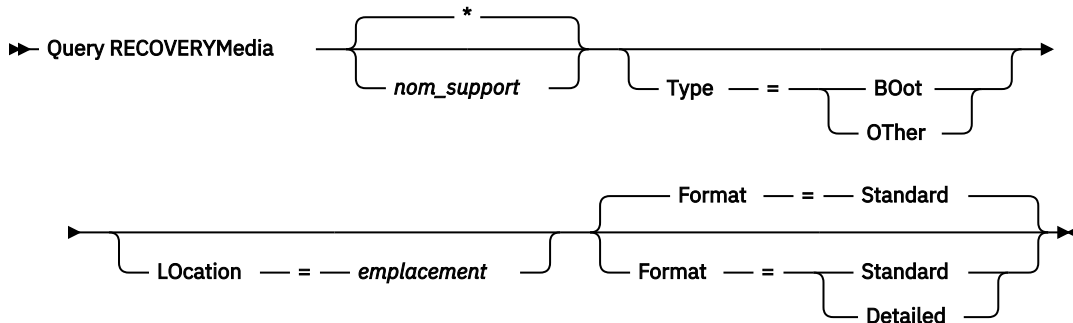 *
Query RECOVERYMedia
nom_support
Type = BOot
OTher
Format = Standard
LOcation = emplacement
Format = Standard
Detailed